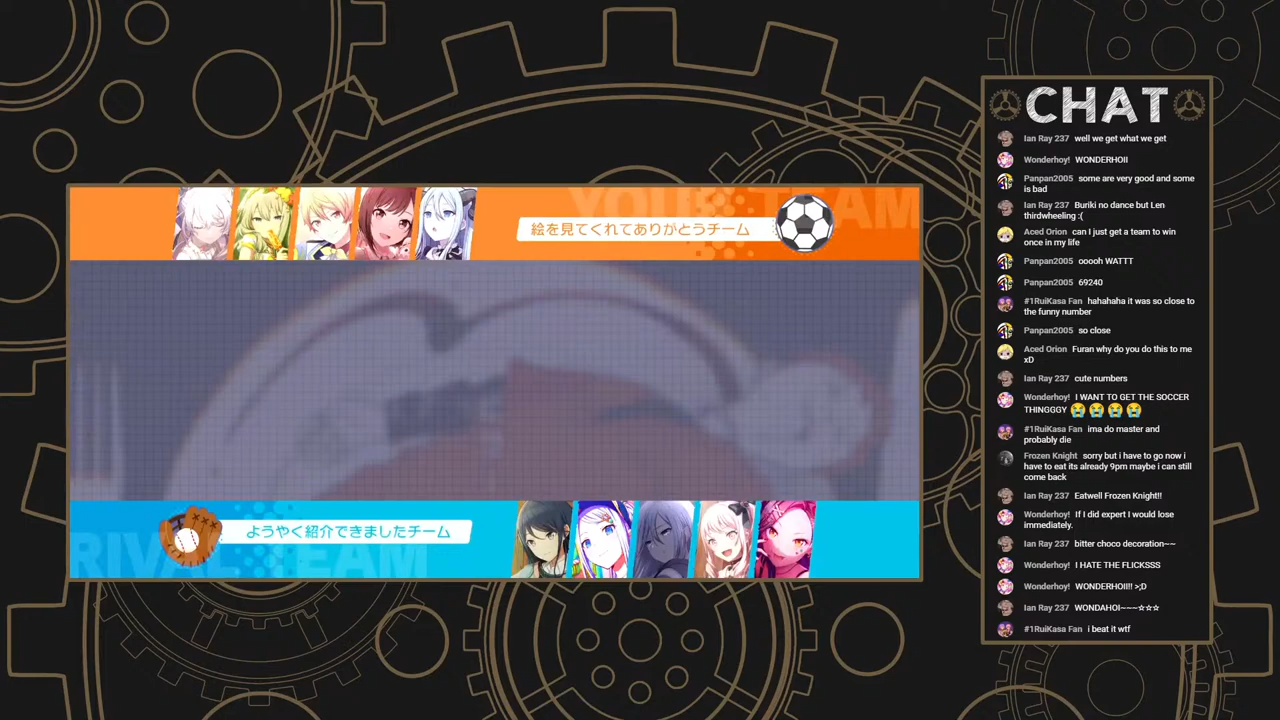 YOUR TEAM
絵を見てくれてありがとうチーム
ようやく紹介できましたチーム
RIVAL TEAM
CHAT
Ian Ray 237 well we get what we get
Wonderhoy! WONDERHOII
Panpan2005 some are very good and some
is bad
Ian Ray 237 Buriki no dance but Len
thirdwheeling :(
Aced Orion can I just get a team to win
once in my life
Panpan2005 ooooh WATTT
Panpan2005 69240
#1RuiKasa Fan hahahaha it was so close to
the funny number
Panpan2005 so close
Aced Orion Furan why do you do this to me
xD
Ian Ray 237 cute numbers
Wonderhoy! I WANT TO GET THE SOCCER
THINGGGY 😭😭😭😭
#1RuiKasa Fan ima do master and
probably die
Frozen Knight sorry but i have to go now i
have to eat its already 9pm maybe i can still
come back
Ian Ray 237 Eatwell Frozen Knight!!
Wonderhoy! If I did expert I would lose
immediately.
Ian Ray 237 bitter choco decoration~~
Wonderhoy! I HATE THE FLICKSSS
Wonderhoy! WONDERHOII!! >;D
Ian Ray 237 WONDAHOI~~~☆☆☆
#1RuiKasa Fan i beat it wtf